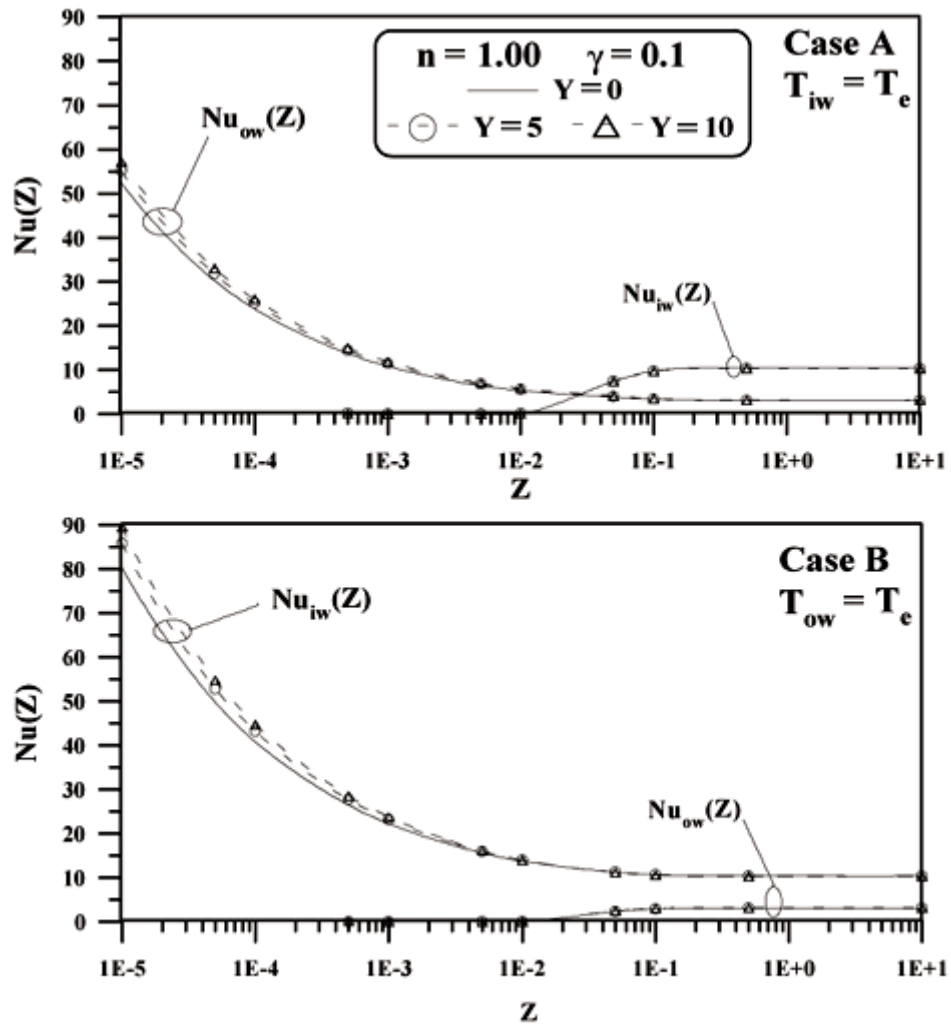 90
80
70
60
50
40
30
20
10
0
Nu(Z)
n = 1.00 γ = 0.1
Y = 0
Y = 5 Y = 10
Case A
T_iw = T_e
Nu_ow(Z)
Nu_iw(Z)
1E-5 1E-4 1E-3 1E-2 1E-1 1E+0 1E+1
Z
90
80
70
60
50
40
30
20
10
0
Nu(Z)
Case B
T_ow = T_e
Nu_iw(Z)
Nu_ow(Z)
1E-5 1E-4 1E-3 1E-2 1E-1 1E+0 1E+1
Z